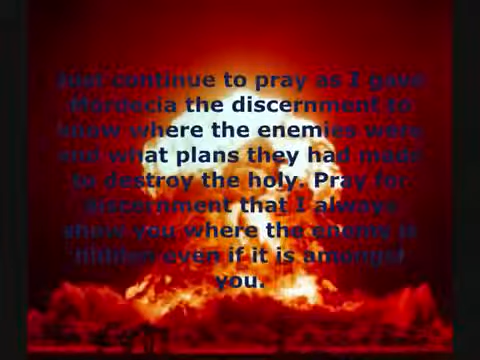 Just continue to pray as I gave
Mordecia the discernment to
know where the enemies were
and what plans they had made
to destroy the holy. Pray for
discernment that I always
show you where the enemy is
hidden even if it is amongst
you.